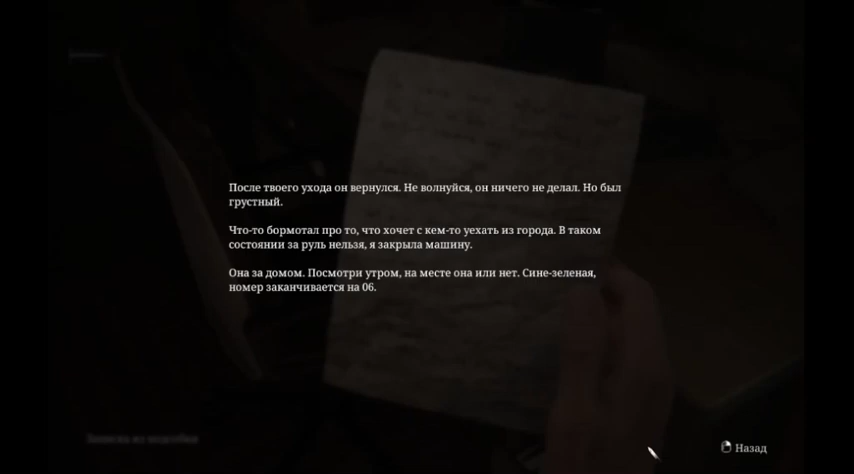 После твоего ухода он вернулся. Не волнуйся, он ничего не делал. Но был
грустный.
Что-то бормотал про то, что хочет с кем-то уехать из города. В таком
состоянии за руль нельзя, я закрыла машину.
Она за домом. Посмотри утром, на месте она или нет. Сине-зеленая,
номер заканчивается на 06.
Назад